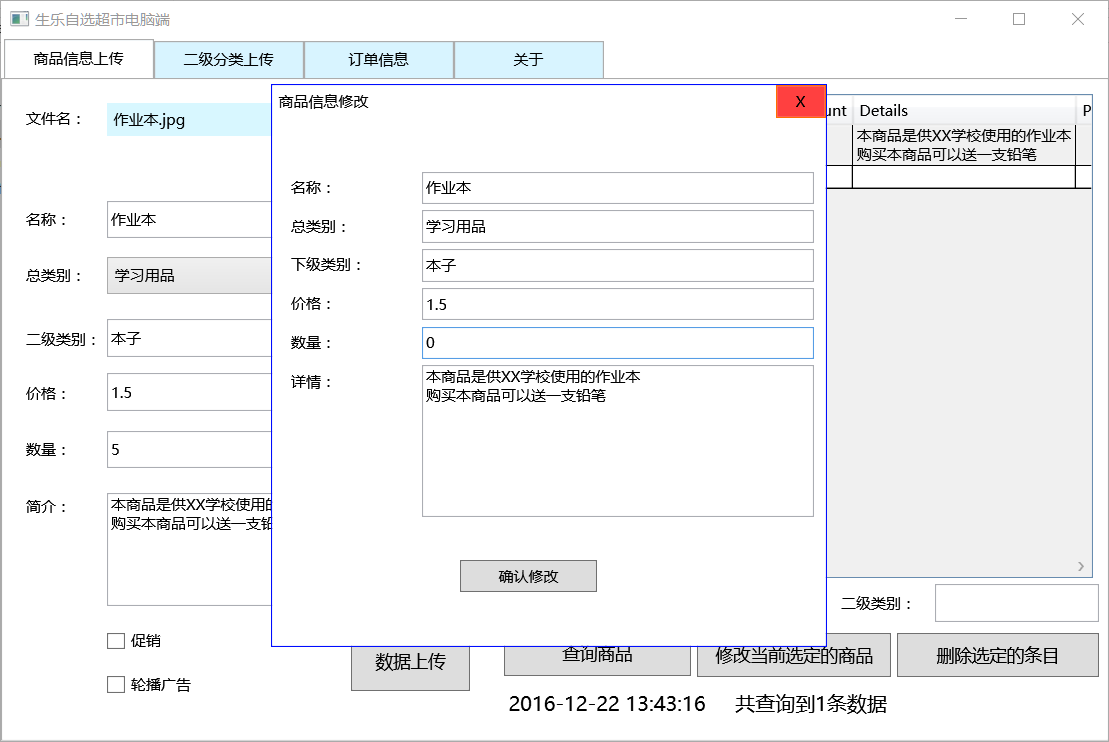 生乐自选超市电脑端
商品信息上传
二级分类上传
订单信息
关于
文件名：
作业本.jpg
名称：
作业本
总类别：
学习用品
二级类别：
本子
价格：
1.5
数量：
5
简介：
本商品是供XX学校使用的
购买本商品可以送一支铅
促销
轮播广告
数据上传
商品信息修改
X
名称：
作业本
总类别：
学习用品
下级类别：
本子
价格：
1.5
数量：
0
详情：
本商品是供XX学校使用的作业本
购买本商品可以送一支铅笔
确认修改
unt
Details
P
本商品是供XX学校使用的作业本
购买本商品可以送一支铅笔
二级类别：
查询商品
修改当前选定的商品
删除选定的条目
2016-12-22 13:43:16
共查询到1条数据